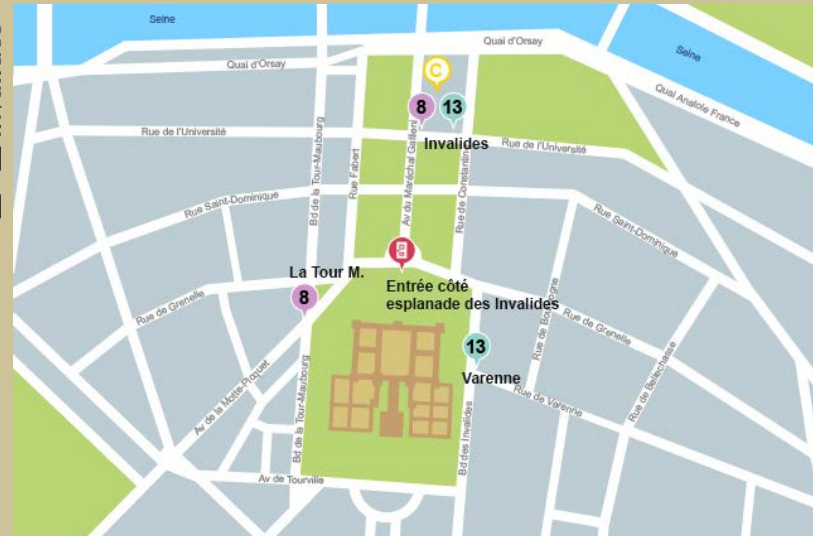 Seine
Quai d'Orsay
Seine
Quai d'Orsay
C
Quai Anatole France
8
13
Invalides
Rue de l'Université
Rue de l'Université
Bd de la Tour-Maubourg
Rue Fabert
Av du Maréchal Gallieni
Rue de Constantine
Rue Saint-Dominique
Rue Saint-Dominique
La Tour M.
8
Entrée côté
esplanade des Invalides
Rue de Grenelle
Rue de Bourgogne
Rue de Grenelle
13
Varenne
Rue de Bellechasse
Rue de Varenne
Av de la Motte-Picquet
Bd de la Tour-Maubourg
Bd des Invalides
Av de Tourville